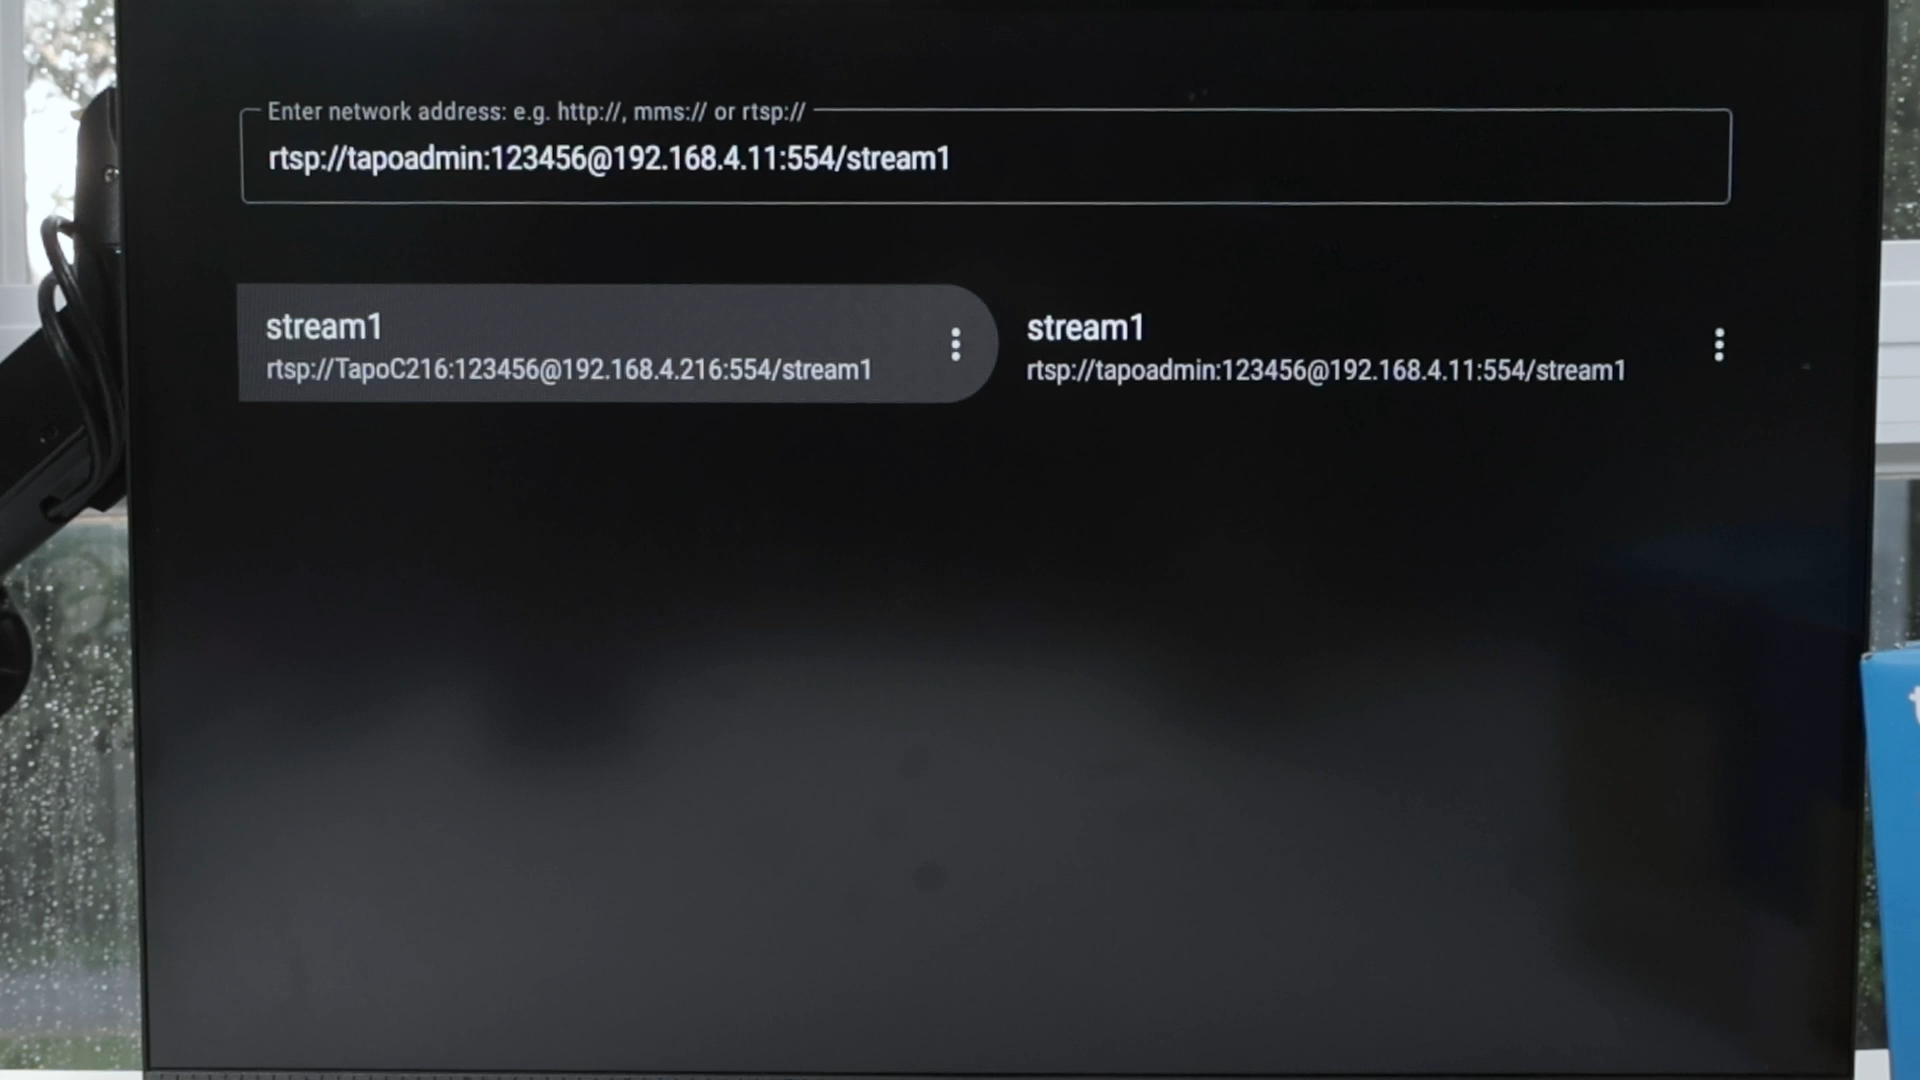 Enter network address: e.g. http://, mms:// or rtsp://
rtsp://tapoadmin:123456@192.168.4.11:554/stream1
stream1
rtsp://TapoC216:123456@192.168.4.216:554/stream1
stream1
rtsp://tapoadmin:123456@192.168.4.11:554/stream1